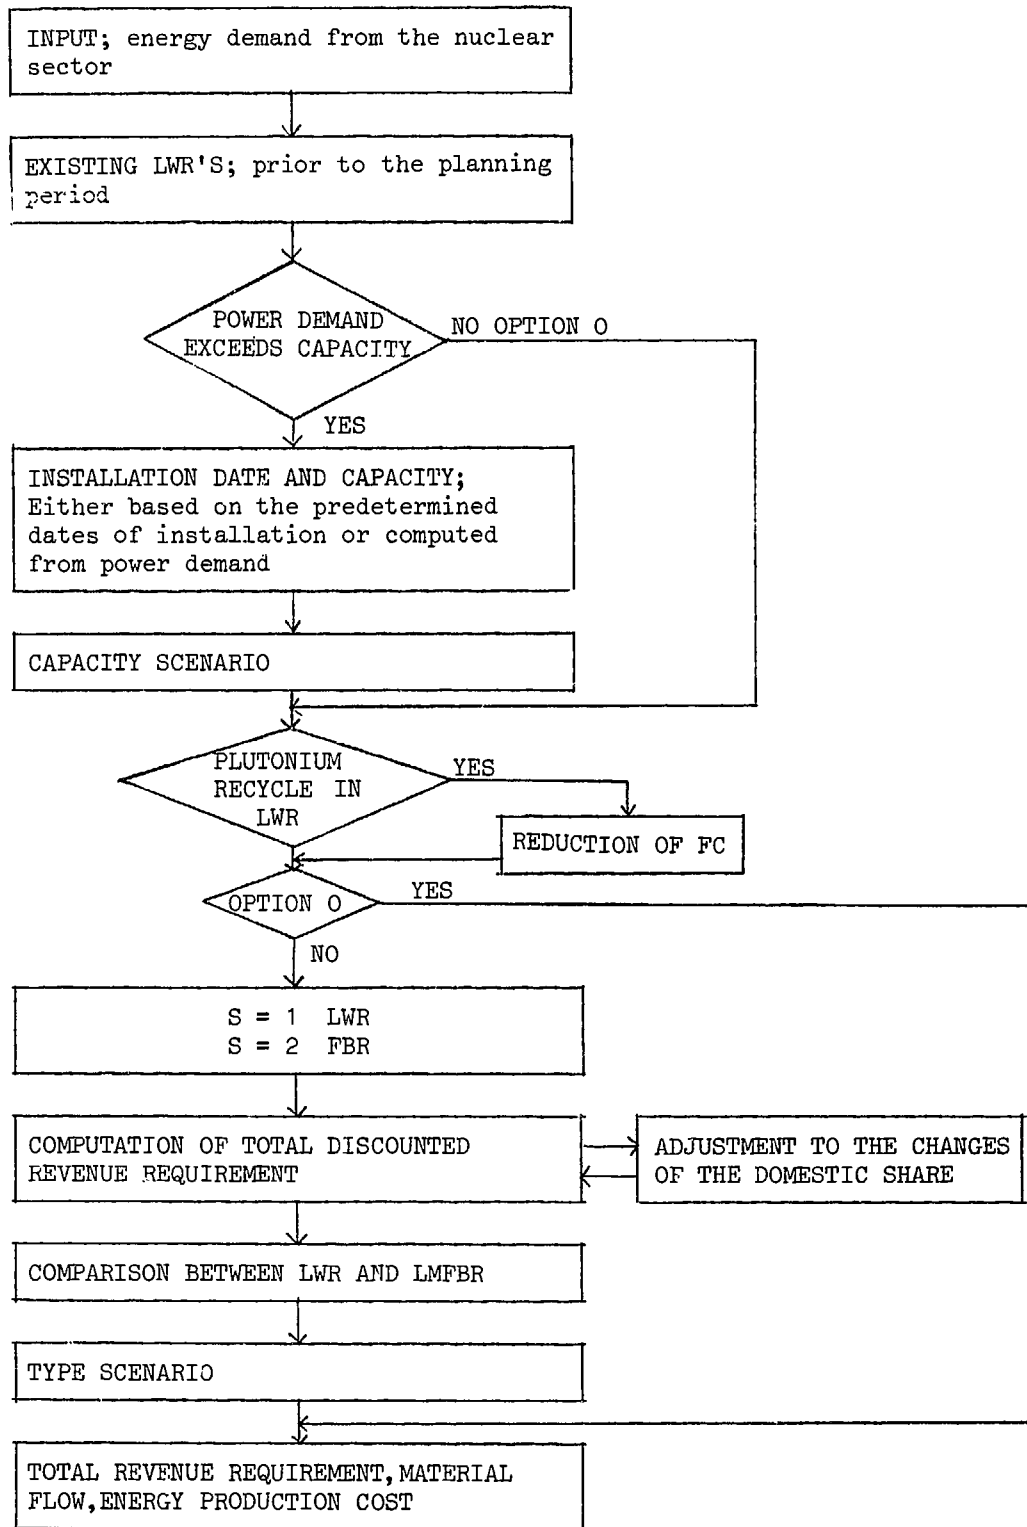 INPUT; energy demand from the nuclear
sector
EXISTING LWR'S; prior to the planning
period
POWER DEMAND
EXCEEDS CAPACITY
NO OPTION O
YES
INSTALLATION DATE AND CAPACITY;
Either based on the predetermined
dates of installation or computed
from power demand
CAPACITY SCENARIO
PLUTONIUM
RECYCLE IN
LWR
YES
REDUCTION OF FC
OPTION O
YES
NO
S = 1 LWR
S = 2 FBR
COMPUTATION OF TOTAL DISCOUNTED
REVENUE REQUIREMENT
ADJUSTMENT TO THE CHANGES
OF THE DOMESTIC SHARE
COMPARISON BETWEEN LWR AND LMFBR
TYPE SCENARIO
TOTAL REVENUE REQUIREMENT,MATERIAL
FLOW,ENERGY PRODUCTION COST